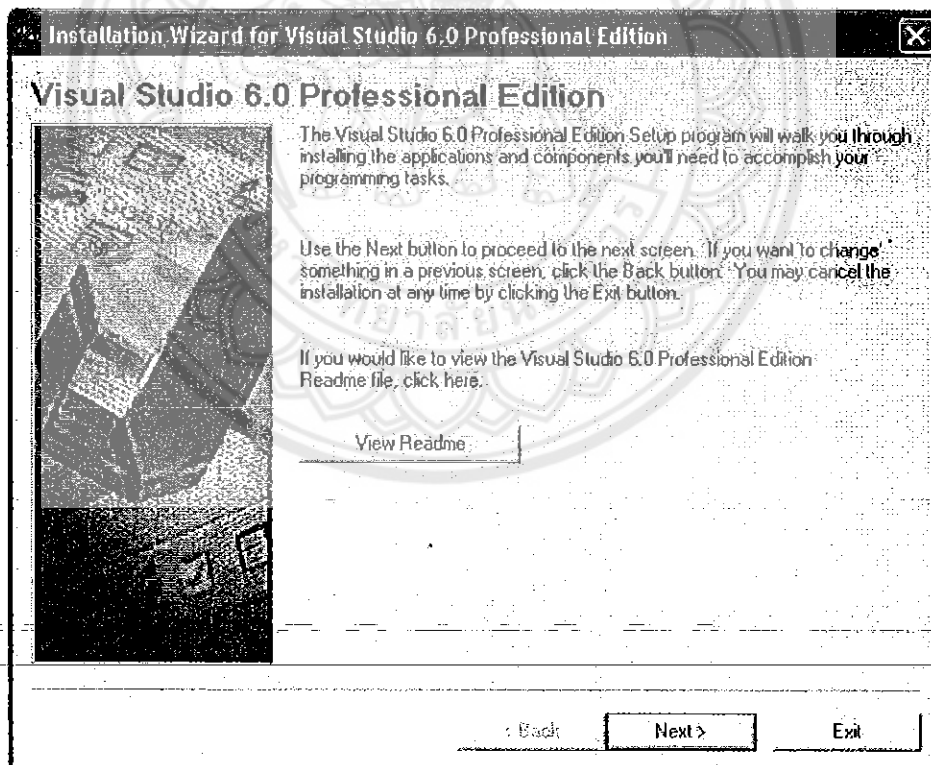 Installation Wizard for Visual Studio 6.0 Professional Edition
Visual Studio 6.0 Professional Edition
The Visual Studio 6.0 Professional Edition Setup program will walk you through
installing the applications and components you'll need to accomplish your
programming tasks.
Use the Next button to proceed to the next screen. If you want to change
something in a previous screen, click the Back button. You may cancel the
installation at any time by clicking the Exit button.
If you would like to view the Visual Studio 6.0 Professional Edition
Readme file, click here.
View Readme
< Back
Next >
Exit